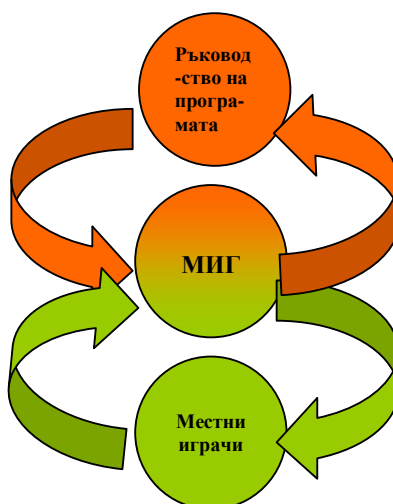 Ръковод
-ство на
програ-
мата
МИГ
Местни
играчи